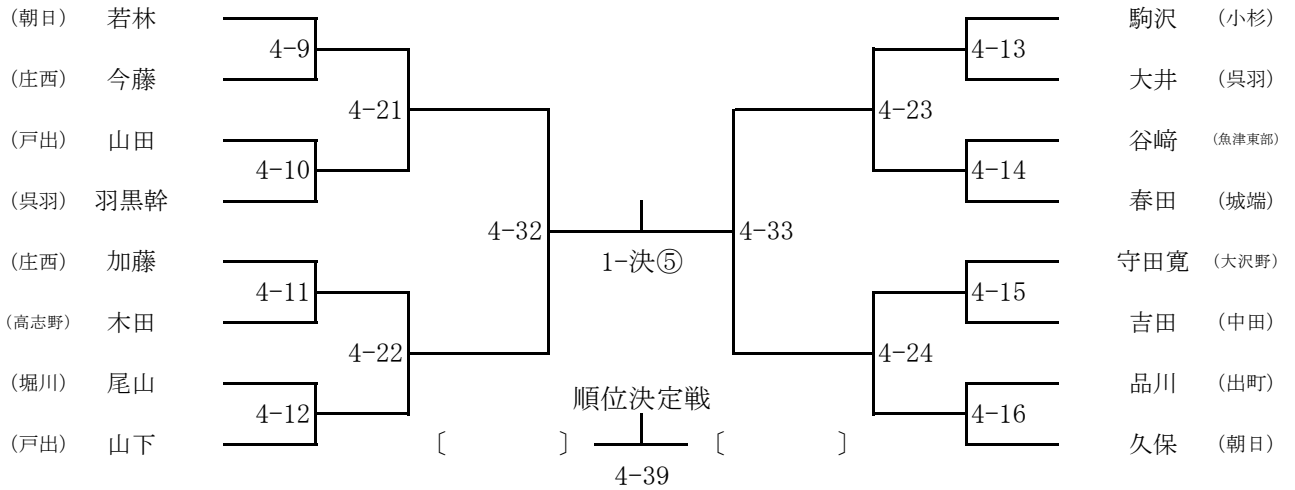 (朝日) 若林 駒沢 (小杉)
4-9 4-13
(庄西) 今藤 大井 (呉羽)
4-21 4-23
(戸出) 山田 谷﨑 (魚津東部)
4-10 4-14
(呉羽) 羽黒幹 春田 (城端)
4-32 4-33
(庄西) 加藤 1-決⑤ 守田寛 (大沢野)
4-11 4-15
(高志野) 木田 吉田 (中田)
4-22 4-24
(堀川) 尾山 品川 (出町)
順位決定戦
4-12 4-16
(戸出) 山下 〔 〕 〔 〕 久保 (朝日)
4-39